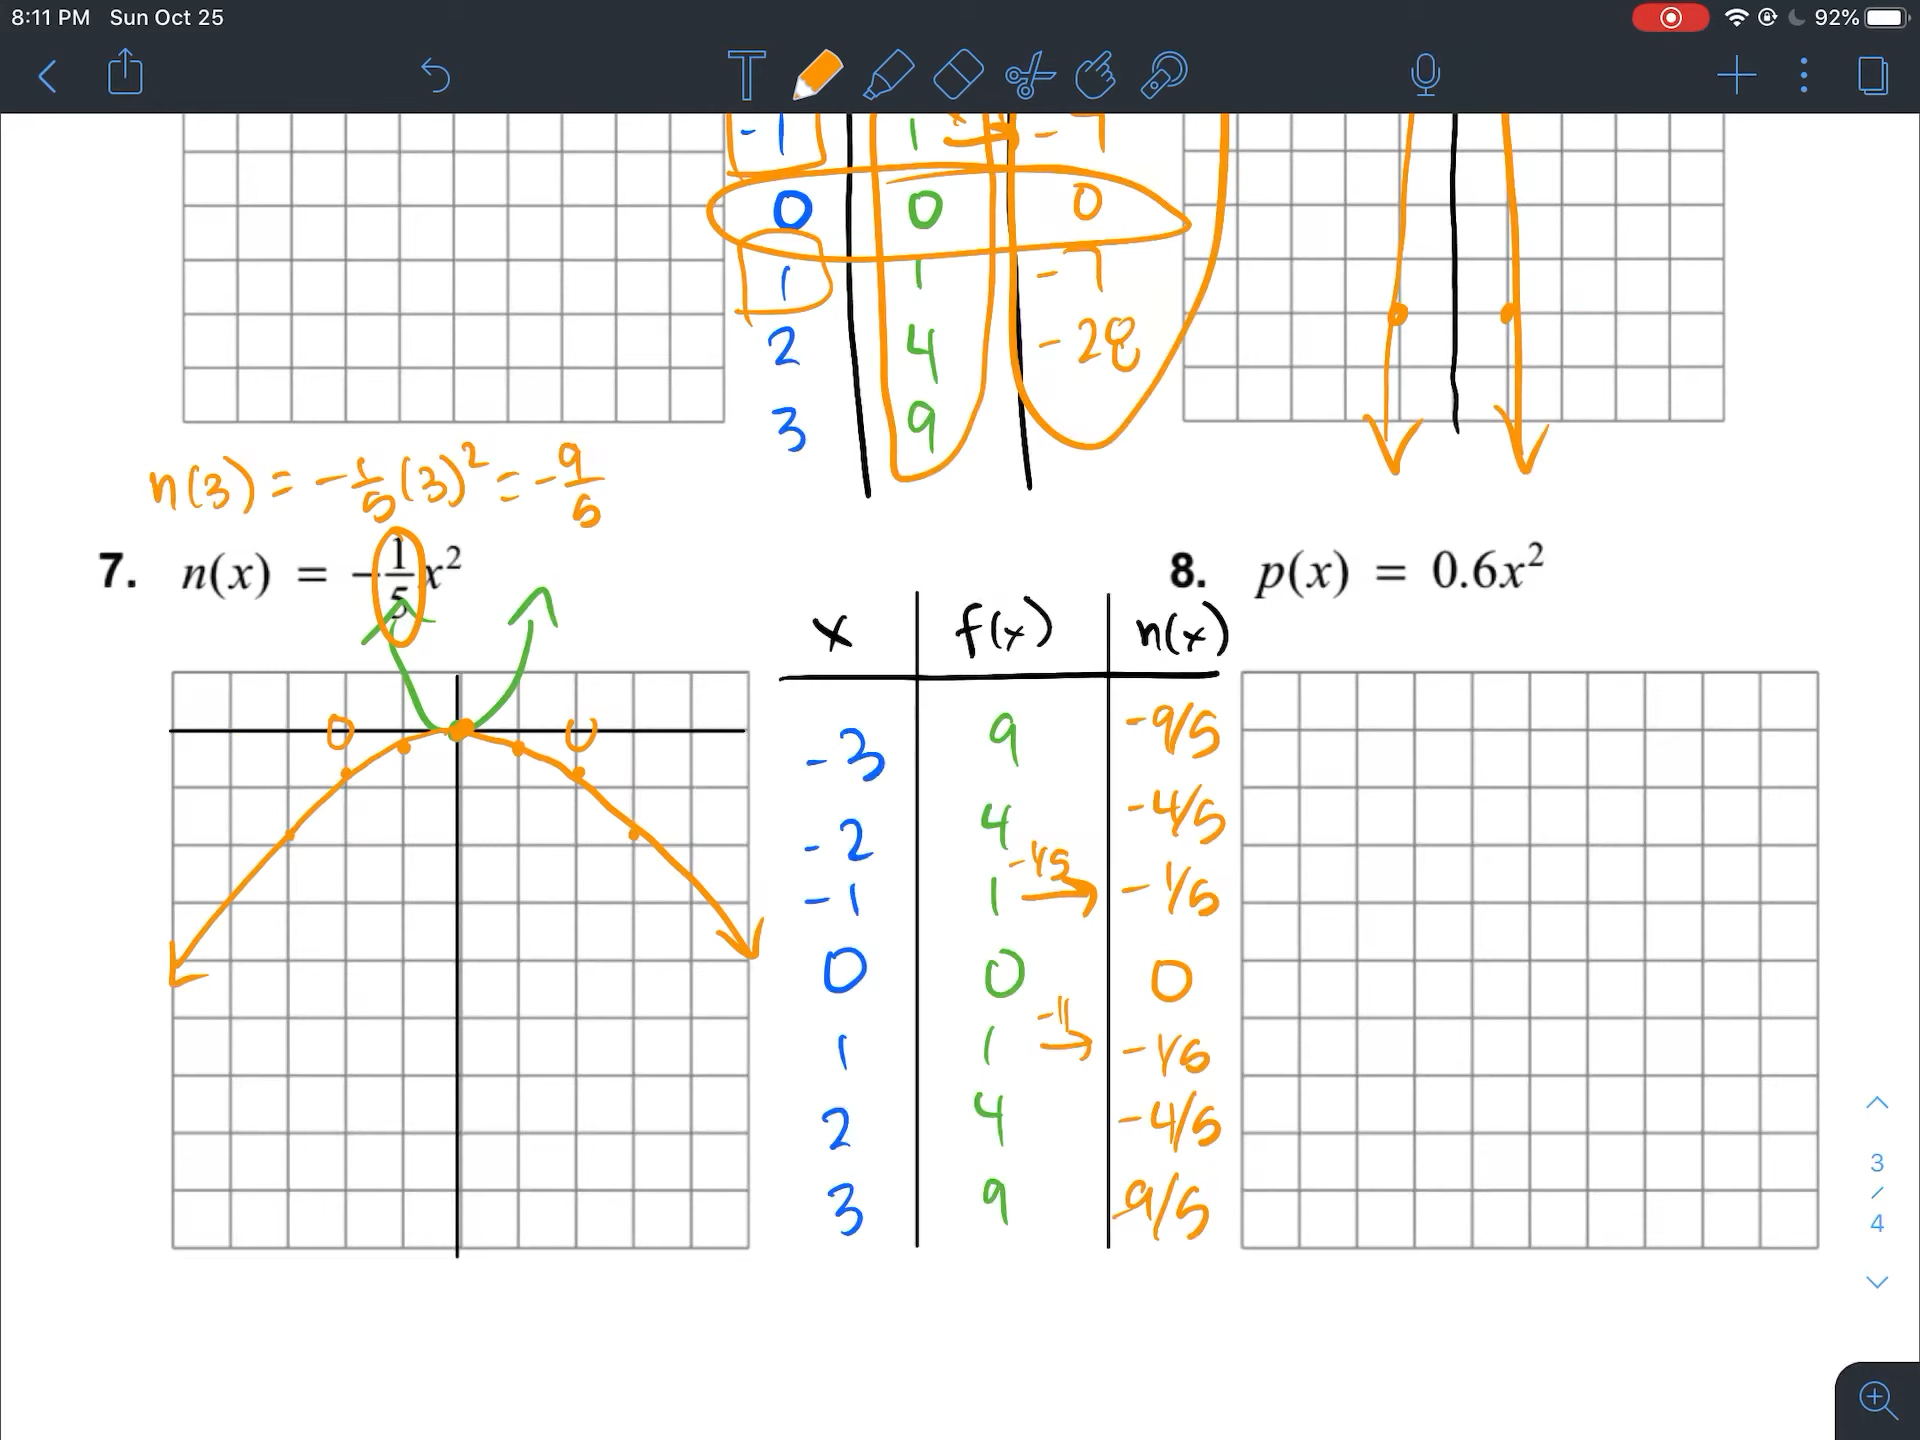 8:11 PM Sun Oct 25
92%
T
-1 1 -7
0 0 0
1 1 -7
2 4 -28
3 9
n(3) = -1/5(3)² = -9/5
7. n(x) = -1/5x²
8. p(x) = 0.6x²
x f(x) n(x)
-3 9 -9/5
-2 4 -4/5
-1/5
-1 1 -1/5
0 0 0
1 1 -1/5
2 4 -4/5
3 9 -9/5
3
/
4